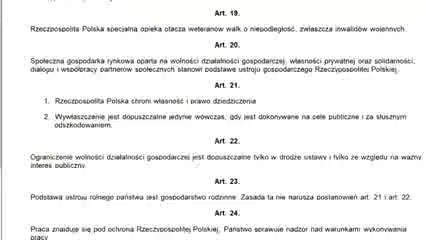 Art. 19.
Rzeczpospolita Polska specjalną opieką otacza weteranów walk o niepodległość, zwłaszcza inwalidów wojennych.
Art. 20.
Społeczna gospodarka rynkowa oparta na wolności działalności gospodarczej, własności prywatnej oraz solidarności,
dialogu i współpracy partnerów społecznych stanowi podstawę ustroju gospodarczego Rzeczypospolitej Polskiej.
Art. 21.
1. Rzeczpospolita Polska chroni własność i prawo dziedziczenia
2. Wywłaszczenie jest dopuszczalne jedynie wówczas, gdy jest dokonywane na cele publiczne i za słusznym
odszkodowaniem.
Art. 22.
Ograniczenie wolności działalności gospodarczej jest dopuszczalne tylko w drodze ustawy i tylko ze względu na ważny
interes publiczny.
Art. 23.
Podstawą ustroju rolnego państwa jest gospodarstwo rodzinne. Zasada ta nie narusza postanowień art. 21 i art. 22.
Art. 24.
Praca znajduje się pod ochroną Rzeczypospolitej Polskiej. Państwo sprawuje nadzór nad warunkami wykonywania
pracy